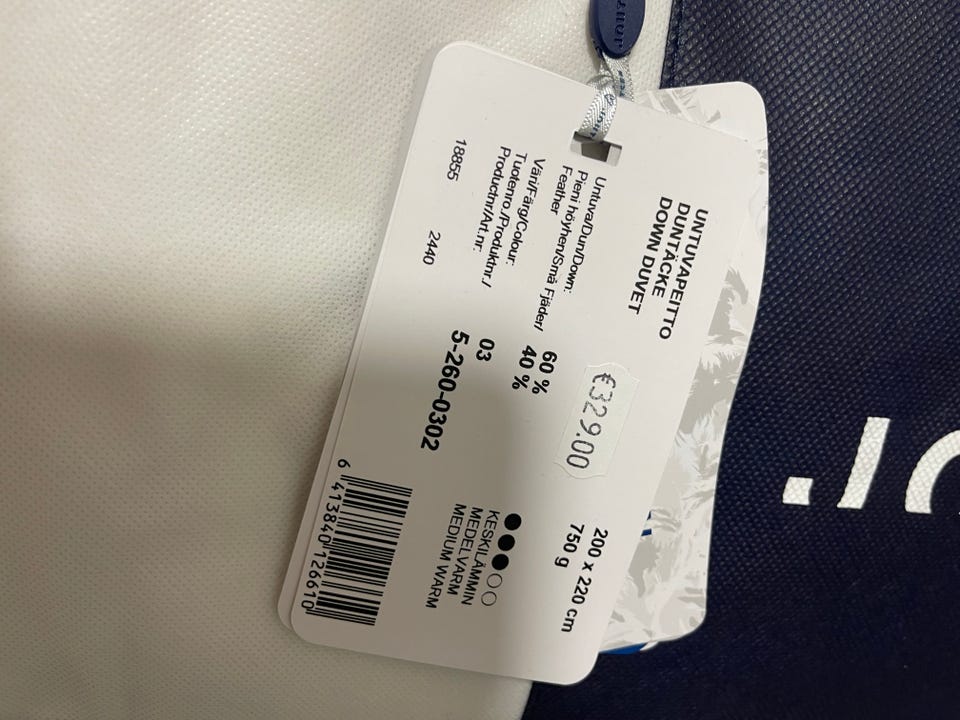 UNTUVAPEITTO
DUNTÄCKE
DOWN DUVET
€329.00
200 x 220 cm
750 g
Untuva/Dun/Down: 60 %
Pieni höyhen/Små Fjäder/ 40 %
Feather
Väri/Färg/Colour: 03
Tuotenro./Produktnr./ 5-260-0302
Productnr/Art.nr:
KESKILÄMMIN
MEDELVARM
MEDIUM WARM
18855 2440
6 413840 126610